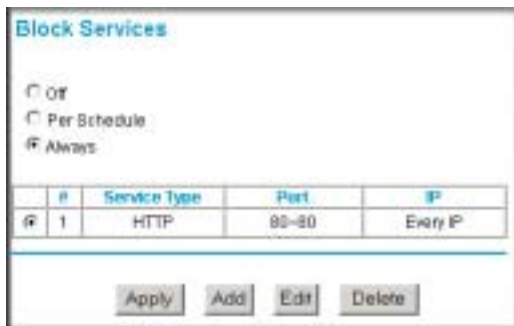 Block Services
Off
Per Schedule
Always
# Service Type Port IP
1 HTTP 80-80 Every IP
Apply Add Edit Delete